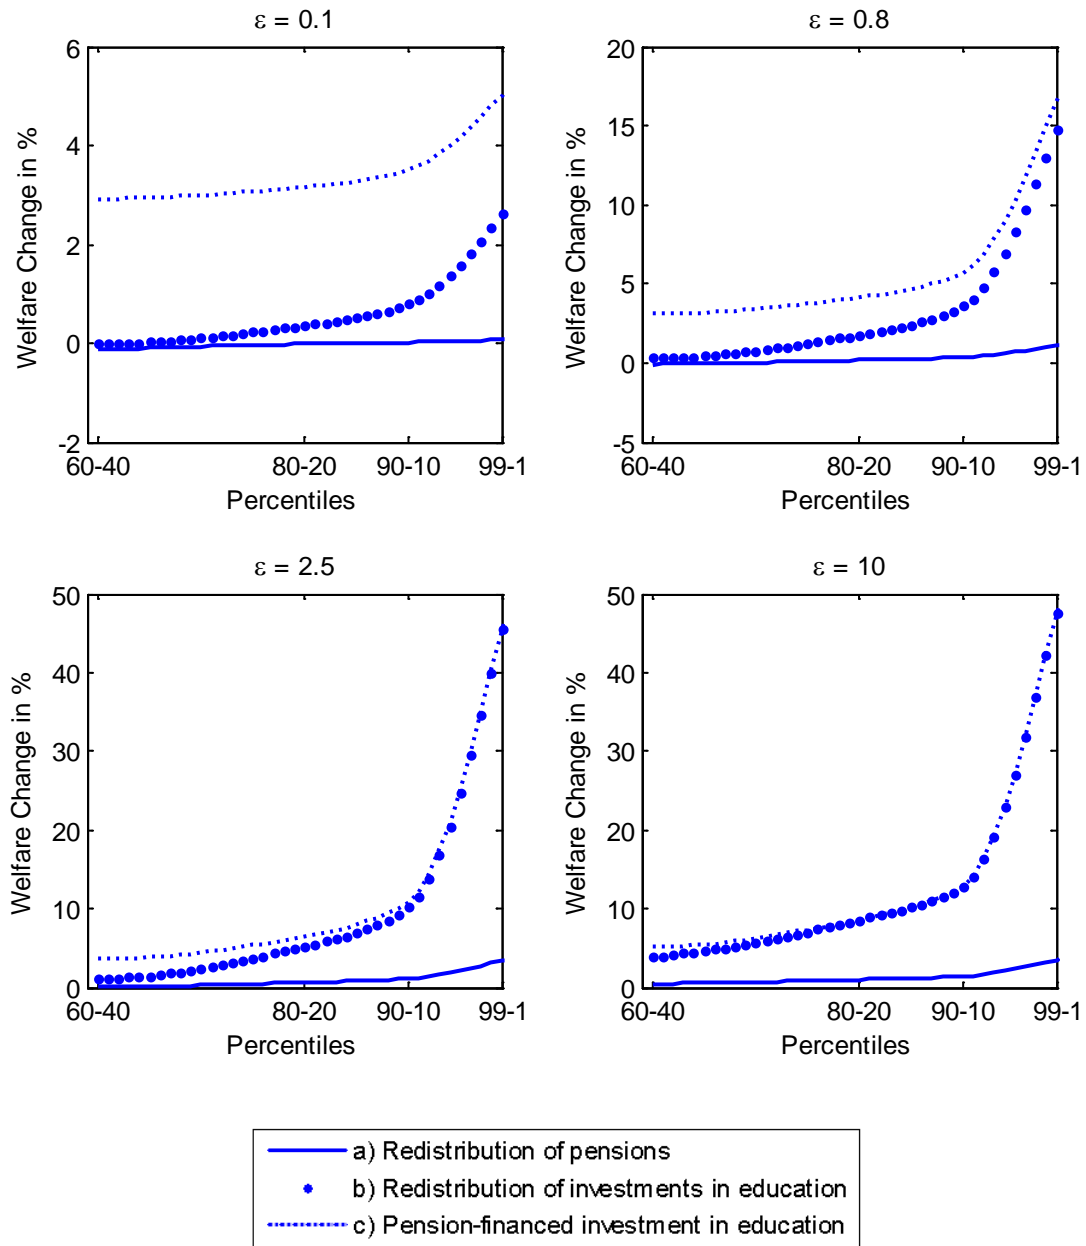 ε = 0.1
6
4
2
0
-2
Welfare Change in %
60-40 80-20 90-10 99-1
Percentiles
ε = 0.8
20
15
10
5
0
-5
Welfare Change in %
60-40 80-20 90-10 99-1
Percentiles
ε = 2.5
50
40
30
20
10
0
Welfare Change in %
60-40 80-20 90-10 99-1
Percentiles
ε = 10
50
40
30
20
10
0
Welfare Change in %
60-40 80-20 90-10 99-1
Percentiles
a) Redistribution of pensions
b) Redistribution of investments in education
c) Pension-financed investment in education